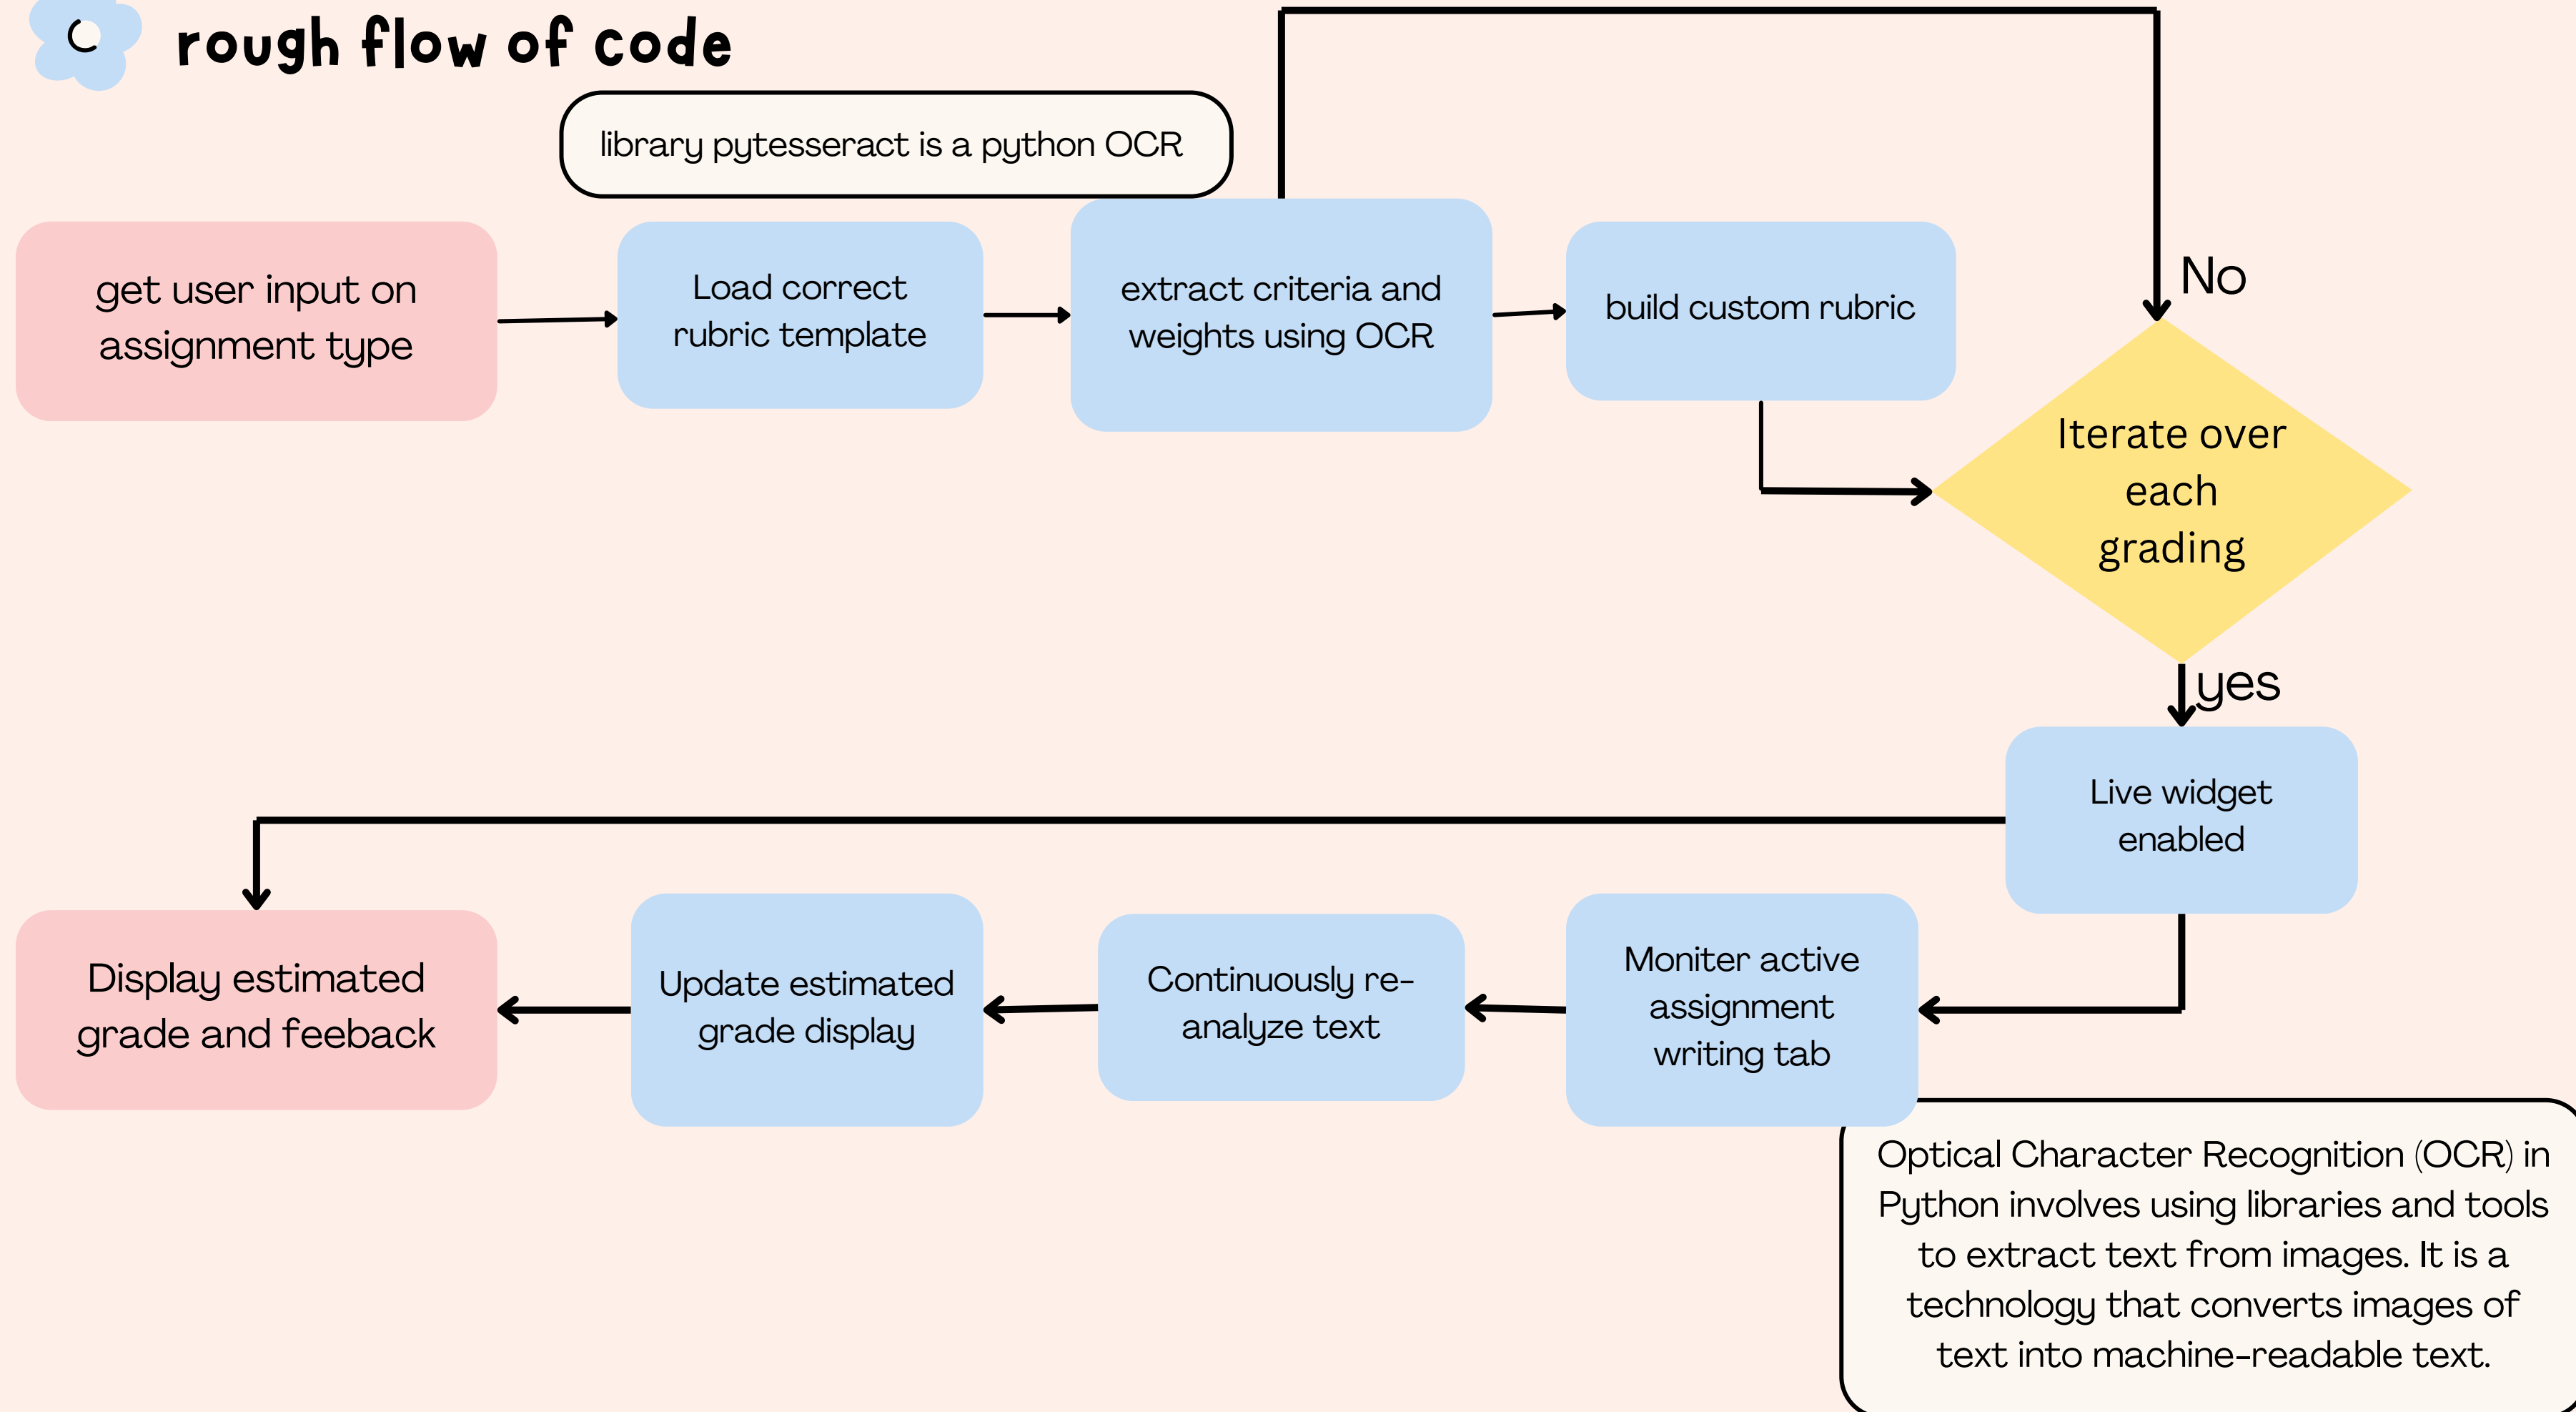 rough flow of code
library pytesseract is a python OCR
get user input on
assignment type
Load correct
rubric template
extract criteria and
weights using OCR
build custom rubric
No
Iterate over
each
grading
yes
Live widget
enabled
Moniter active
assignment
writing tab
Continuously re-
analyze text
Update estimated
grade display
Display estimated
grade and feeback
Optical Character Recognition (OCR) in
Python involves using libraries and tools
to extract text from images. It is a
technology that converts images of
text into machine-readable text.